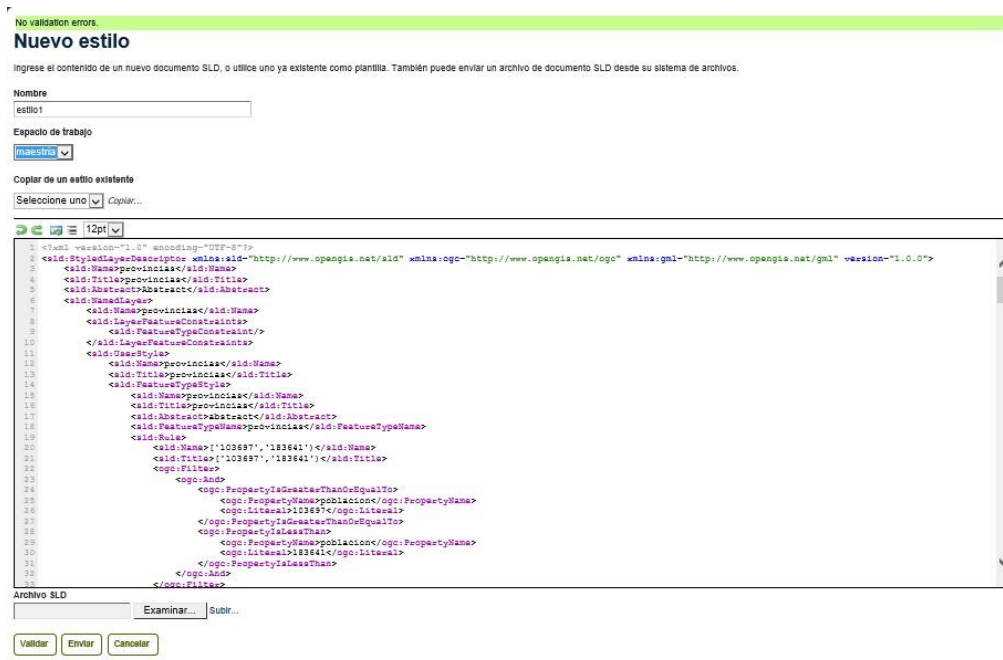 No validation errors.
Nuevo estilo
Ingrese el contenido de un nuevo documento SLD, o utilice uno ya existente como plantilla. También puede enviar un archivo de documento SLD desde su sistema de archivos.
Nombre
estilo1
Espacio de trabajo
maestría
Copiar de un estilo existente
Seleccione uno Copiar...
12pt
1 <?xml version="1.0" encoding="UTF-8"?>
2 <sld:StyledLayerDescriptor xmlns:sld="http://www.opengis.net/sld" xmlns:ogc="http://www.opengis.net/ogc" xmlns:gml="http://www.opengis.net/gml" version="1.0.0">
3 <sld:Name>provincias</sld:Name>
4 <sld:Title>provincias</sld:Title>
5 <sld:Abstract>Abstract</sld:Abstract>
6 <sld:NamedLayer>
7 <sld:Name>provincias</sld:Name>
8 <sld:LayerFeatureConstraints>
9 <sld:FeatureTypeConstraint/>
10 </sld:LayerFeatureConstraints>
11 <sld:UserStyle>
12 <sld:Name>provincias</sld:Name>
13 <sld:Title>provincias</sld:Title>
14 <sld:FeatureTypeStyle>
15 <sld:Name>provincias</sld:Name>
16 <sld:Title>provincias</sld:Title>
17 <sld:Abstract>abstract</sld:Abstract>
18 <sld:FeatureTypeName>provincias</sld:FeatureTypeName>
19 <sld:Rule>
20 <sld:Name>['103697','183641')</sld:Name>
21 <sld:Title>['103697','183641')</sld:Title>
22 <ogc:Filter>
23 <ogc:And>
24 <ogc:PropertyIsGreaterThanOrEqualTo>
25 <ogc:PropertyName>poblacion</ogc:PropertyName>
26 <ogc:Literal>103697</ogc:Literal>
27 </ogc:PropertyIsGreaterThanOrEqualTo>
28 <ogc:PropertyIsLessThan>
29 <ogc:PropertyName>poblacion</ogc:PropertyName>
30 <ogc:Literal>183641</ogc:Literal>
31 </ogc:PropertyIsLessThan>
32 </ogc:And>
33 </ogc:Filter>
Archivo SLD
Examinar... Subir...
Validar Enviar Cancelar